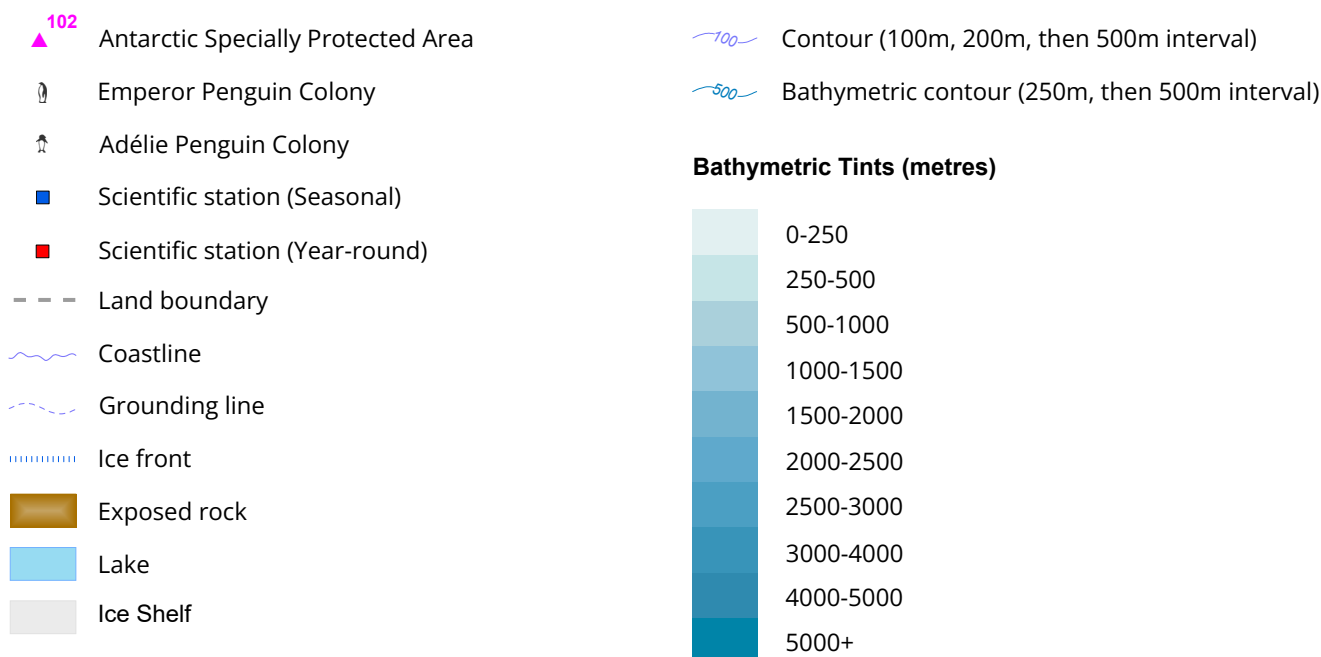 102
Antarctic Specially Protected Area
Emperor Penguin Colony
Adélie Penguin Colony
Scientific station (Seasonal)
Scientific station (Year-round)
Land boundary
Coastline
Grounding line
Ice front
Exposed rock
Lake
Ice Shelf
100
Contour (100m, 200m, then 500m interval)
500
Bathymetric contour (250m, then 500m interval)
Bathymetric Tints (metres)
0-250
250-500
500-1000
1000-1500
1500-2000
2000-2500
2500-3000
3000-4000
4000-5000
5000+